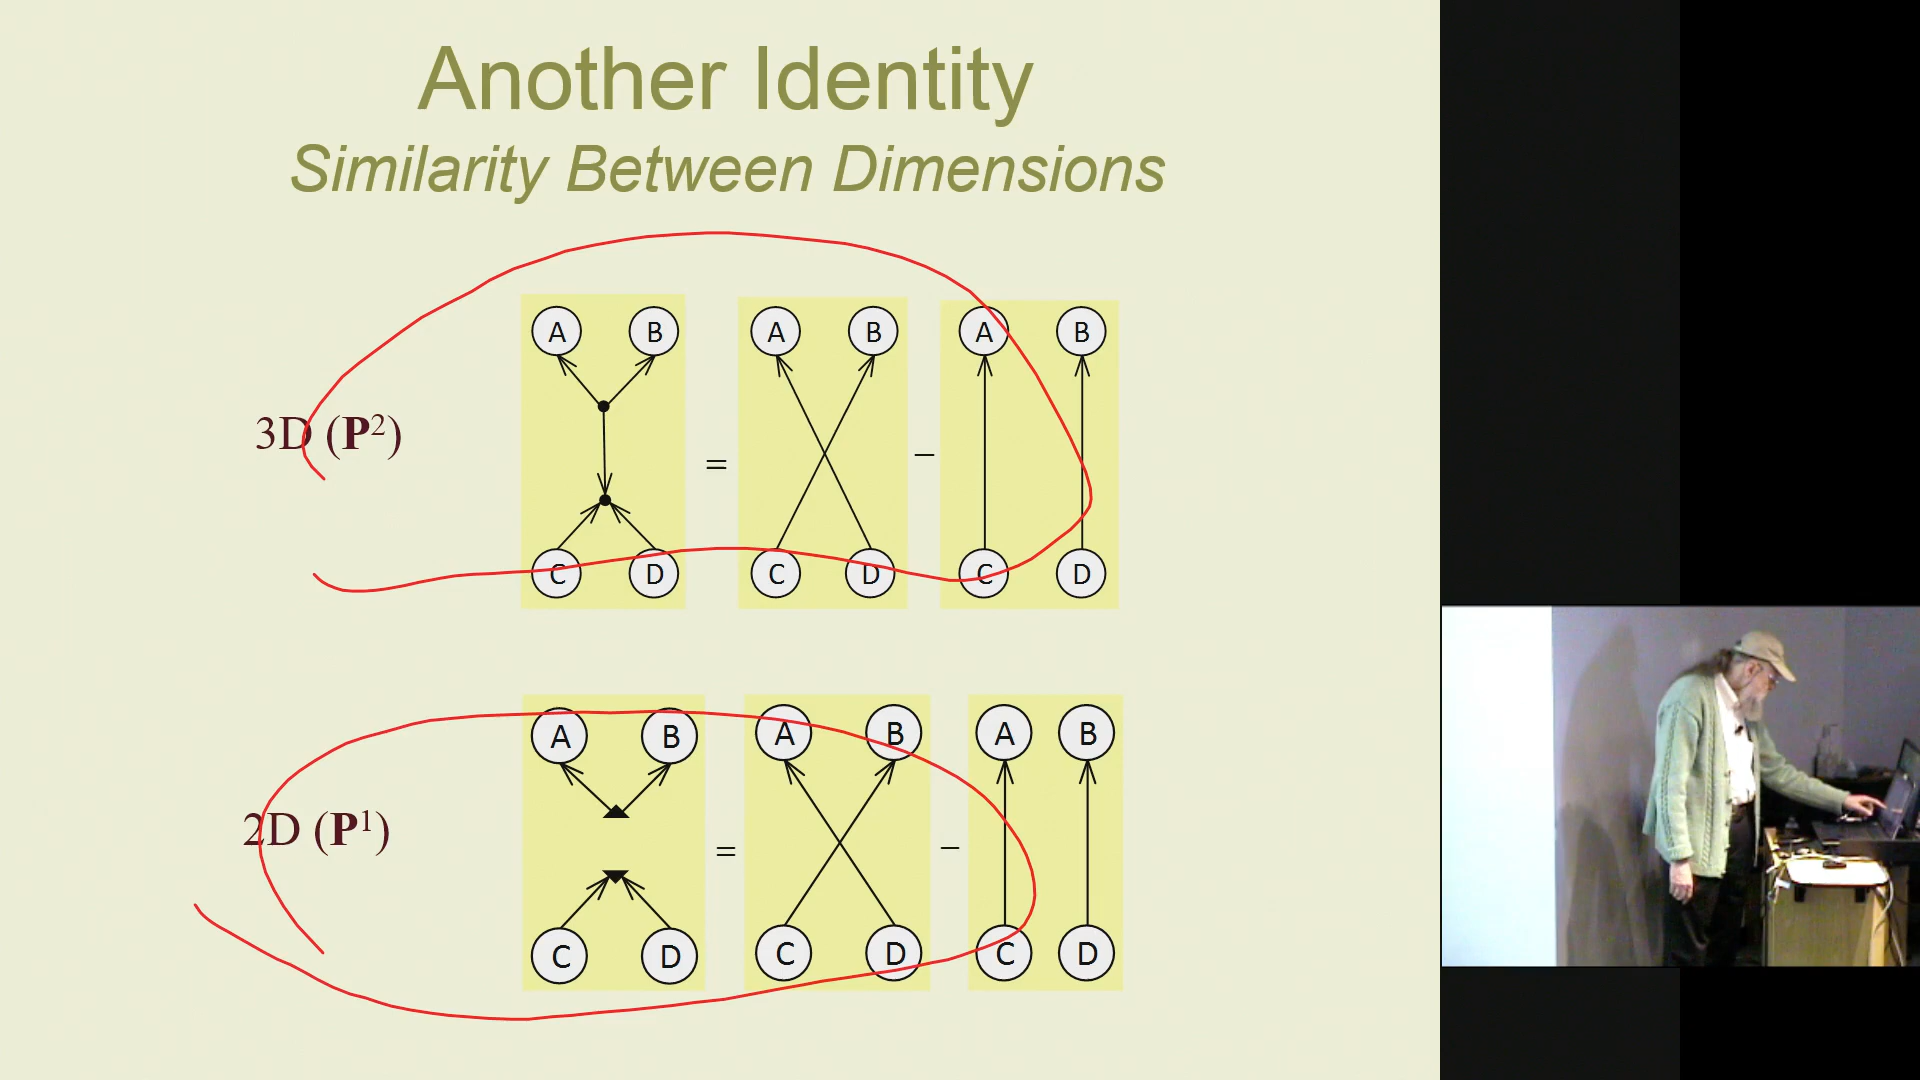 Another Identity
Similarity Between Dimensions
A B A B A B
3D (P²)
= −
C D C D C D
A B A B A B
2D (P¹)
= −
C D C D C D